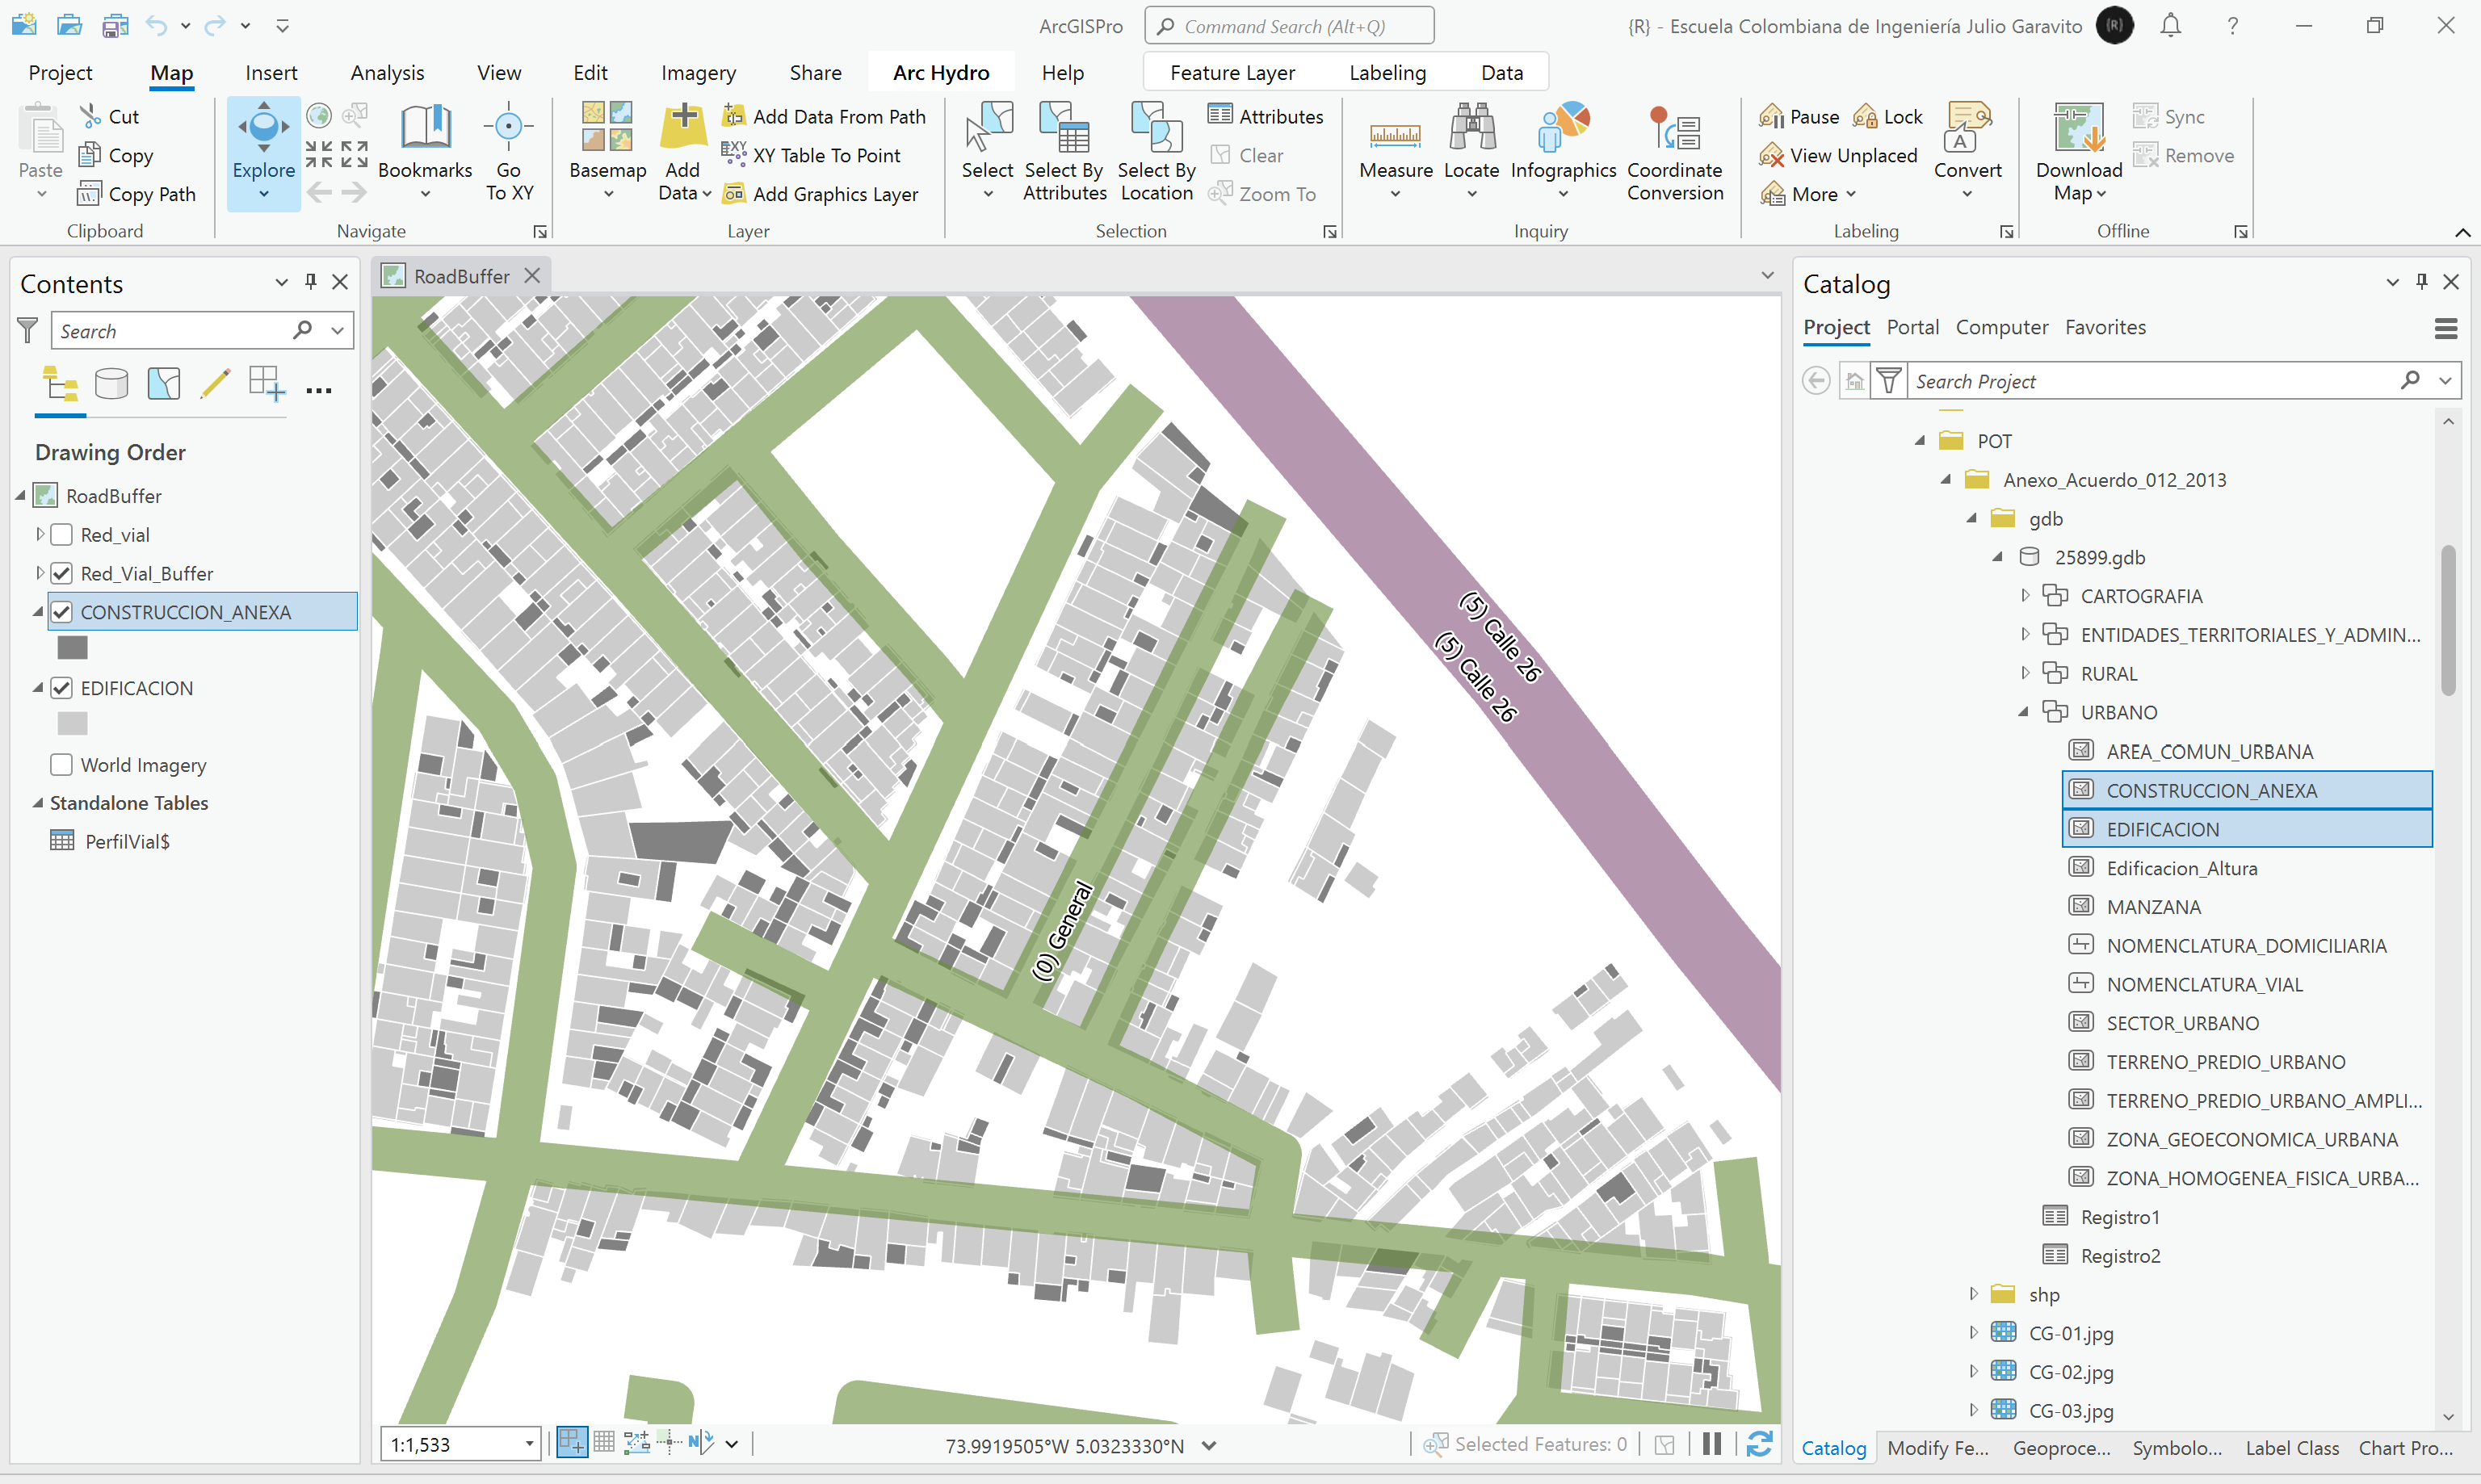 ArcGISPro
Command Search (Alt+Q)
{R} - Escuela Colombiana de Ingeniería Julio Garavito
{R}
?
Project
Map
Insert
Analysis
View
Edit
Imagery
Share
Arc Hydro
Help
Feature Layer
Labeling
Data
Paste
Cut
Copy
Copy Path
Clipboard
Explore
Bookmarks
Go
To XY
Navigate
Basemap
Add
Data
Add Data From Path
XY Table To Point
Add Graphics Layer
Layer
Select
Select By
Attributes
Select By
Location
Attributes
Clear
Zoom To
Selection
Measure
Locate
Infographics
Coordinate
Conversion
Inquiry
Pause
Lock
View Unplaced
More
Convert
Labeling
Download
Map
Sync
Remove
Offline
Contents
Search
Drawing Order
RoadBuffer
Red_vial
Red_Vial_Buffer
CONSTRUCCION_ANEXA
EDIFICACION
World Imagery
Standalone Tables
PerfilVial$
RoadBuffer
(5) Calle 26
(5) Calle 26
(0) General
1:1,533
73.9919505°W 5.0323330°N
Selected Features: 0
Catalog
Project
Portal
Computer
Favorites
Search Project
POT
Anexo_Acuerdo_012_2013
gdb
25899.gdb
CARTOGRAFIA
ENTIDADES_TERRITORIALES_Y_ADMIN...
RURAL
URBANO
AREA_COMUN_URBANA
CONSTRUCCION_ANEXA
EDIFICACION
Edificacion_Altura
MANZANA
NOMENCLATURA_DOMICILIARIA
NOMENCLATURA_VIAL
SECTOR_URBANO
TERRENO_PREDIO_URBANO
TERRENO_PREDIO_URBANO_AMPLI...
ZONA_GEOECONOMICA_URBANA
ZONA_HOMOGENEA_FISICA_URBA...
Registro1
Registro2
shp
CG-01.jpg
CG-02.jpg
CG-03.jpg
Catalog
Modify Fe...
Geoproce...
Symbolo...
Label Class
Chart Pro...